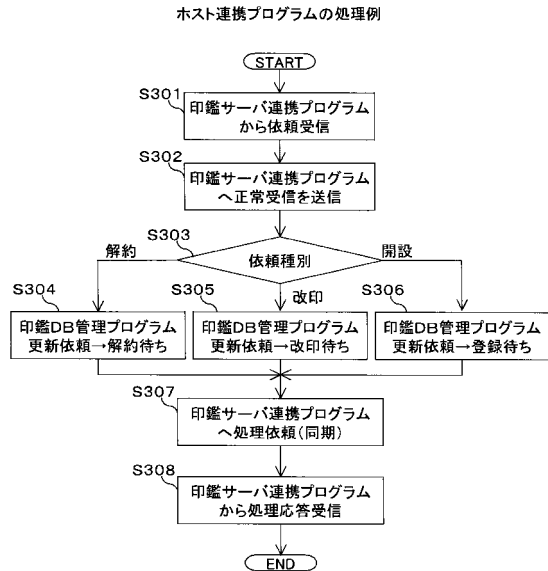 ホスト連携プログラムの処理例
START
S301
印鑑サーバ連携プログラム
から依頼受信
S302
印鑑サーバ連携プログラム
へ正常受信を送信
S303
依頼種別
解約
改印
開設
S304
印鑑DB管理プログラム
更新依頼→解約待ち
S305
印鑑DB管理プログラム
更新依頼→改印待ち
S306
印鑑DB管理プログラム
更新依頼→登録待ち
S307
印鑑サーバ連携プログラム
へ処理依頼(同期)
S308
印鑑サーバ連携プログラム
から処理応答受信
END